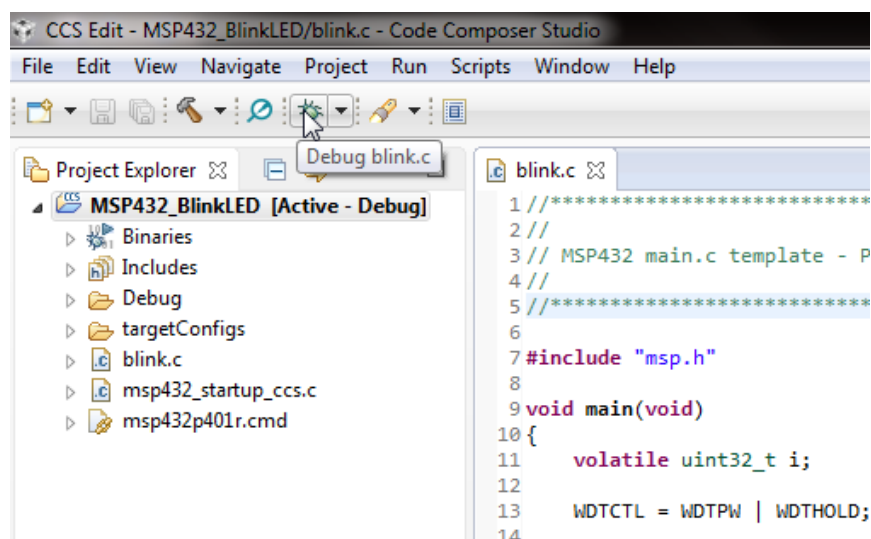 CCS Edit - MSP432_BlinkLED/blink.c - Code Composer Studio
File Edit View Navigate Project Run Scripts Window Help
Debug blink.c
Project Explorer
MSP432_BlinkLED [Active - Debug]
Binaries
Includes
Debug
targetConfigs
blink.c
msp432_startup_ccs.c
msp432p401r.cmd
blink.c
1 //***************************
2 //
3 // MSP432 main.c template - P
4 //
5 //***************************
6
7 #include "msp.h"
8
9 void main(void)
10 {
11     volatile uint32_t i;
12
13     WDTCTL = WDTPW | WDTHOLD;
14